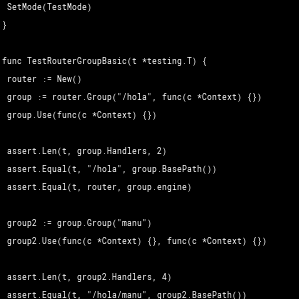 SetMode(TestMode)
}
func TestRouterGroupBasic(t *testing.T) {
router := New()
group := router.Group("/hola", func(c *Context) {})
group.Use(func(c *Context) {})
assert.Len(t, group.Handlers, 2)
assert.Equal(t, "/hola", group.BasePath())
assert.Equal(t, router, group.engine)
group2 := group.Group("manu")
group2.Use(func(c *Context) {}, func(c *Context) {})
assert.Len(t, group2.Handlers, 4)
assert.Equal(t, "/hola/manu", group2.BasePath())